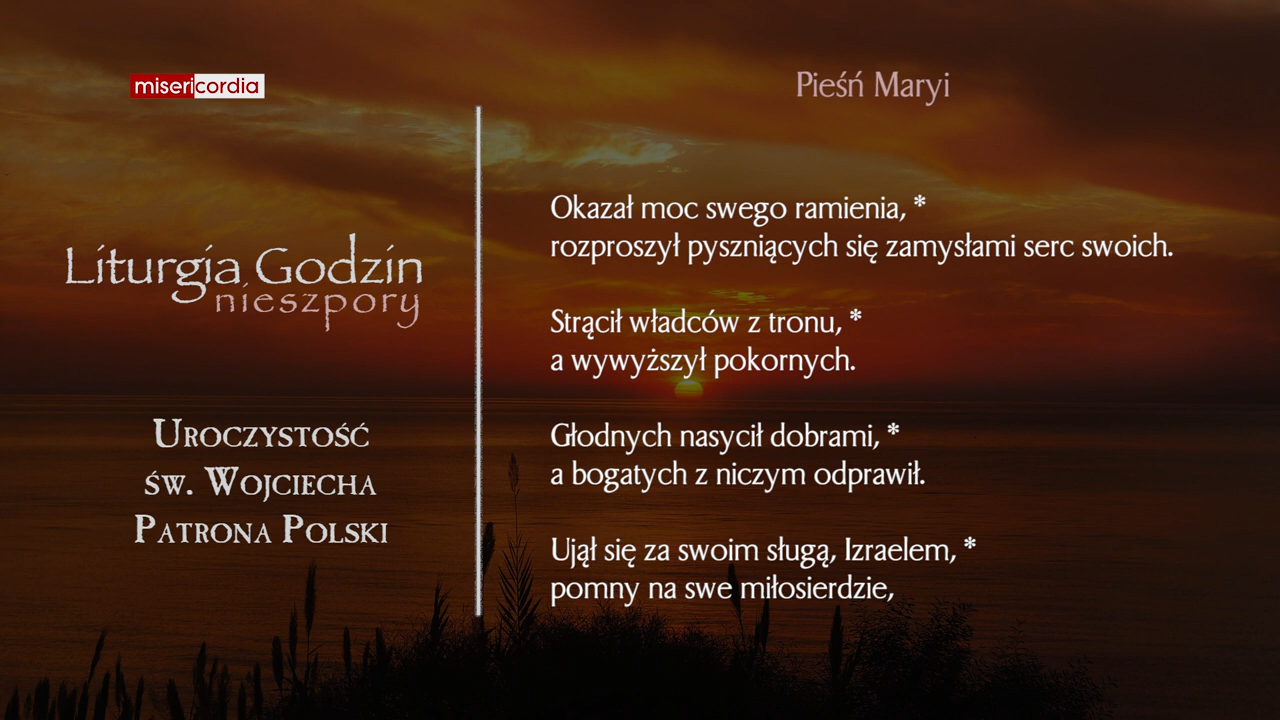 misericordia
Liturgia Godzin
nieszpory
Uroczystość
św. Wojciecha
Patrona Polski
Pieśń Maryi
Okazał moc swego ramienia, *
rozproszył pyszniących się zamysłami serc swoich.
Strącił władców z tronu, *
a wywyższył pokornych.
Głodnych nasycił dobrami, *
a bogatych z niczym odprawił.
Ujął się za swoim sługą, Izraelem, *
pomny na swe miłosierdzie,